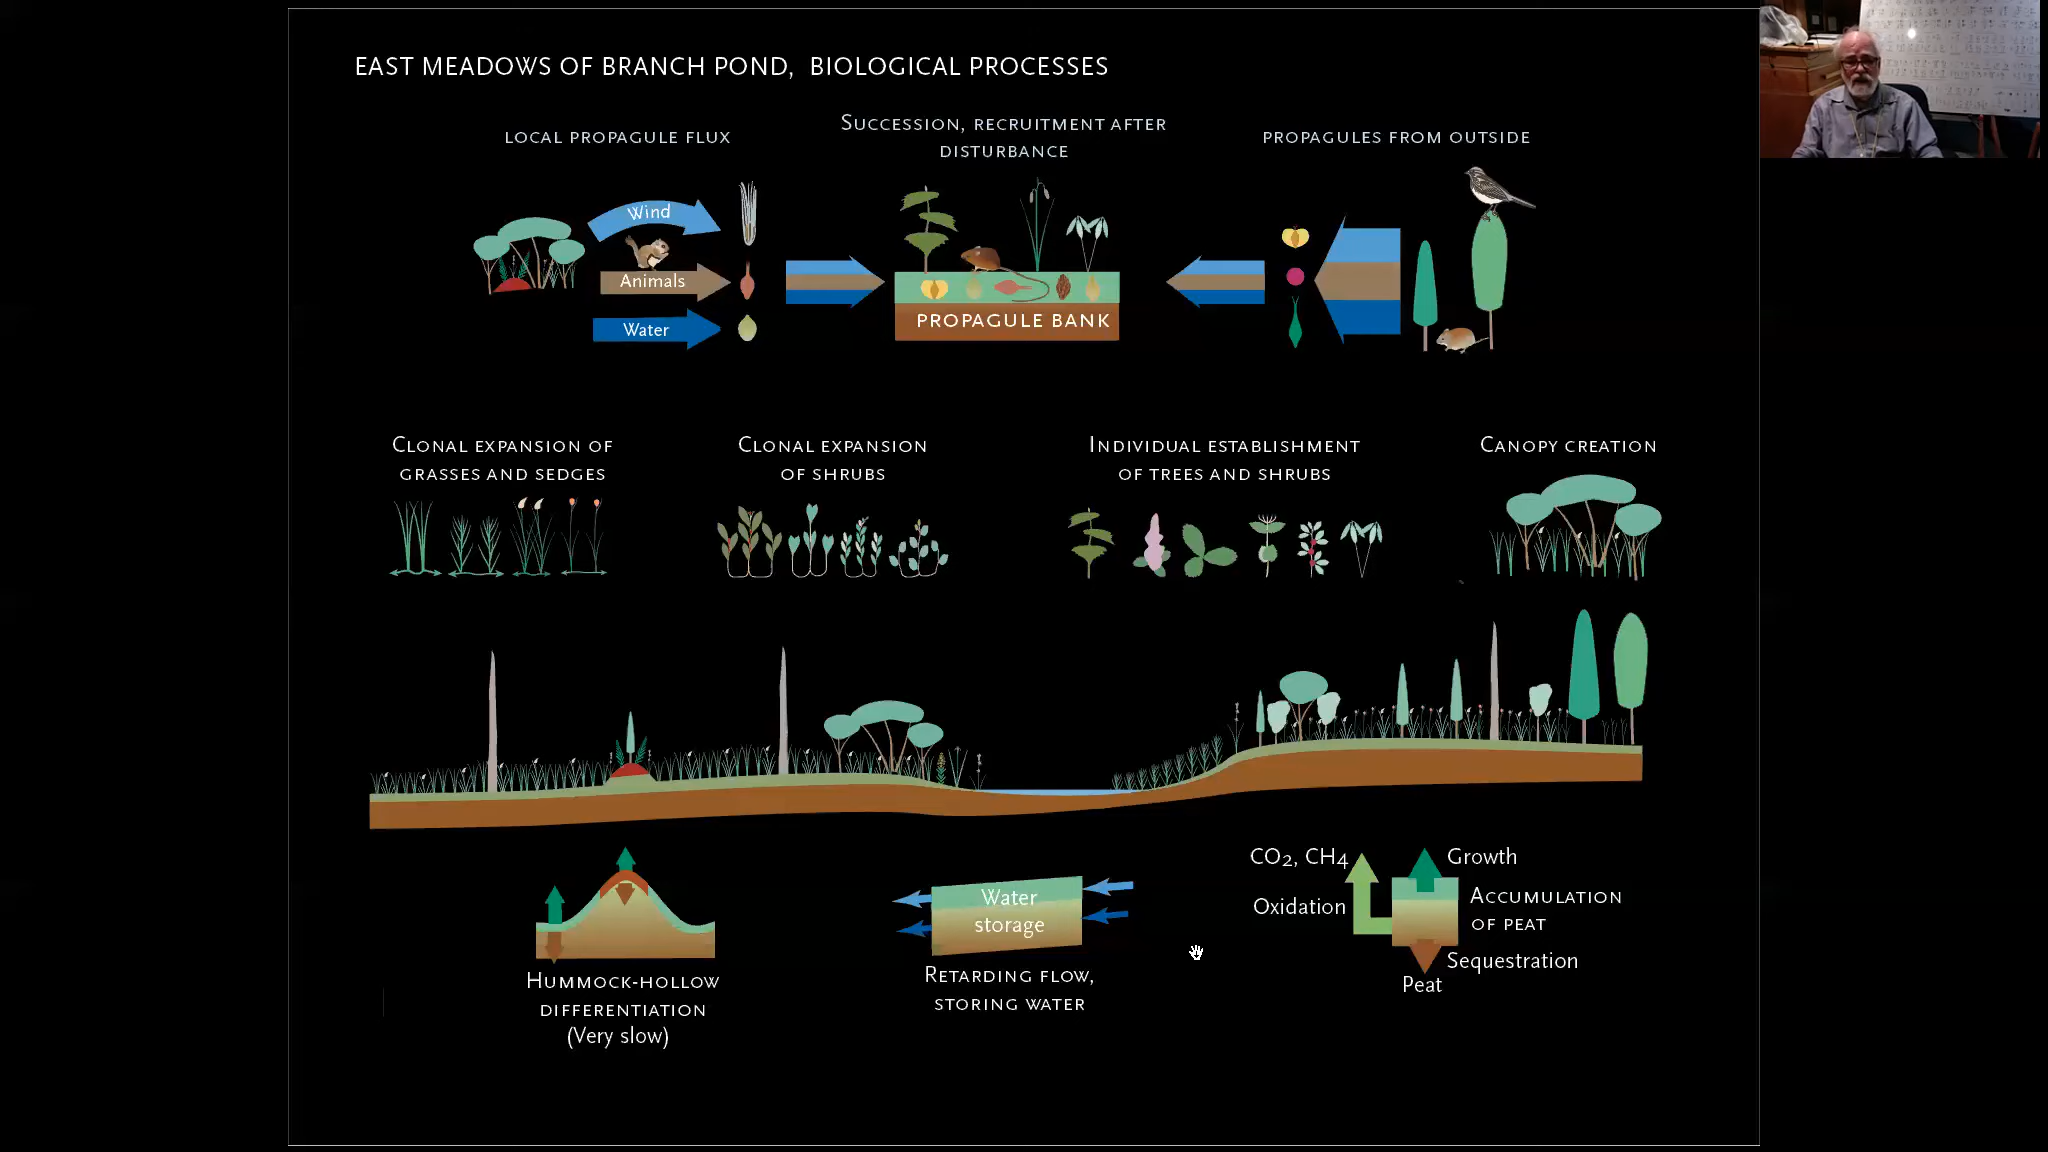 EAST MEADOWS OF BRANCH POND, BIOLOGICAL PROCESSES
LOCAL PROPAGULE FLUX
SUCCESSION, RECRUITMENT AFTER
DISTURBANCE
PROPAGULES FROM OUTSIDE
Wind
Animals
Water
PROPAGULE BANK
CLONAL EXPANSION OF
GRASSES AND SEDGES
CLONAL EXPANSION
OF SHRUBS
INDIVIDUAL ESTABLISHMENT
OF TREES AND SHRUBS
CANOPY CREATION
HUMMOCK-HOLLOW
DIFFERENTIATION
(Very slow)
Water
storage
RETARDING FLOW,
STORING WATER
CO2, CH4
Growth
Oxidation
ACCUMULATION
OF PEAT
Sequestration
Peat